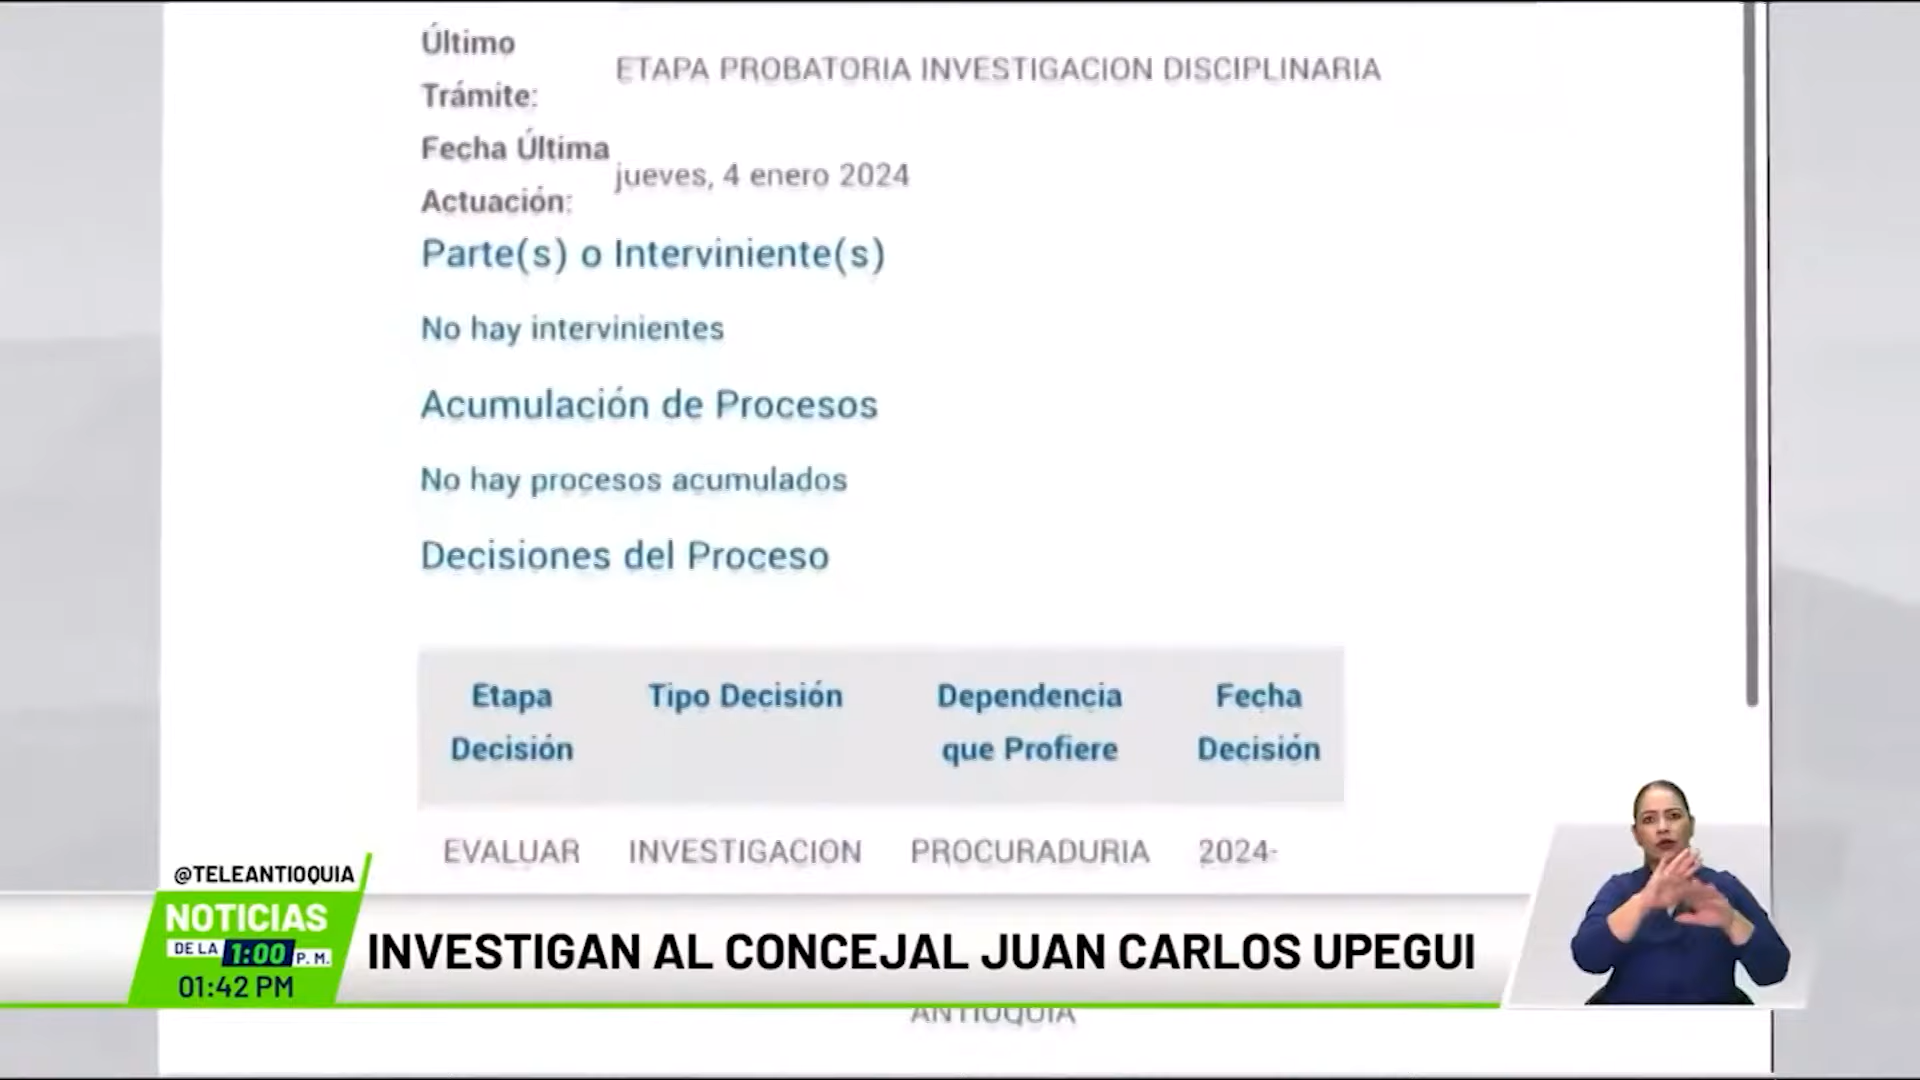 Último
Trámite:
ETAPA PROBATORIA INVESTIGACION DISCIPLINARIA
Fecha Última
Actuación:
jueves, 4 enero 2024
Parte(s) o Interviniente(s)
No hay intervinientes
Acumulación de Procesos
No hay procesos acumulados
Decisiones del Proceso
Etapa Decisión
Tipo Decisión
Dependencia que Profiere
Fecha Decisión
EVALUAR INVESTIGACION PROCURADURIA 2024-
@TELEANTIOQUIA
NOTICIAS
DE LA 1:00 P. M.
01:42 PM
INVESTIGAN AL CONCEJAL JUAN CARLOS UPEGUI
ANTIOQUIA